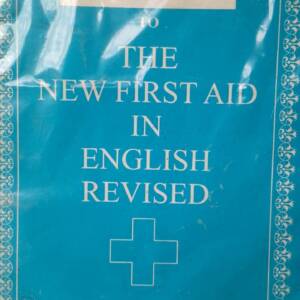 TO
THE
NEW FIRST AID
IN
ENGLISH
REVISED